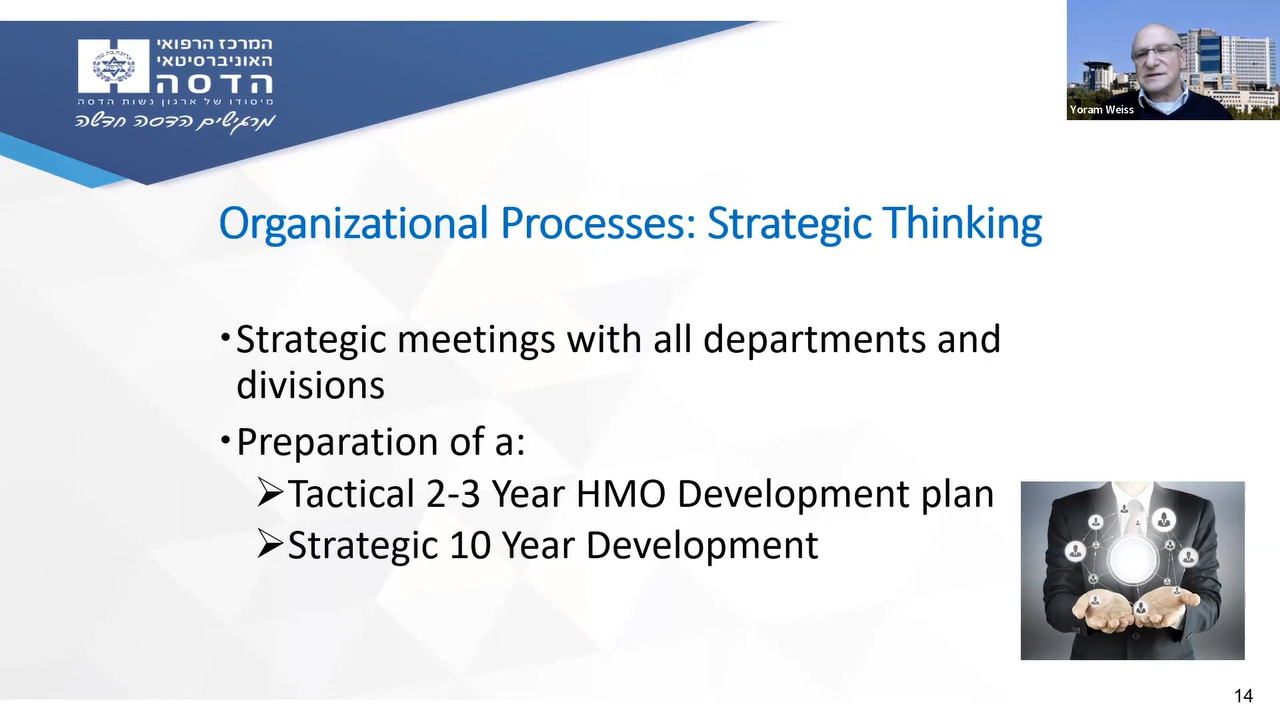 המרכז הרפואי
האוניברסיטאי
הדסה
מיסודו של ארגון נשות הדסה
מרגישים הדסה חדשה
Yoram Weiss
Organizational Processes: Strategic Thinking
• Strategic meetings with all departments and
divisions
• Preparation of a:
➢ Tactical 2-3 Year HMO Development plan
➢ Strategic 10 Year Development
14